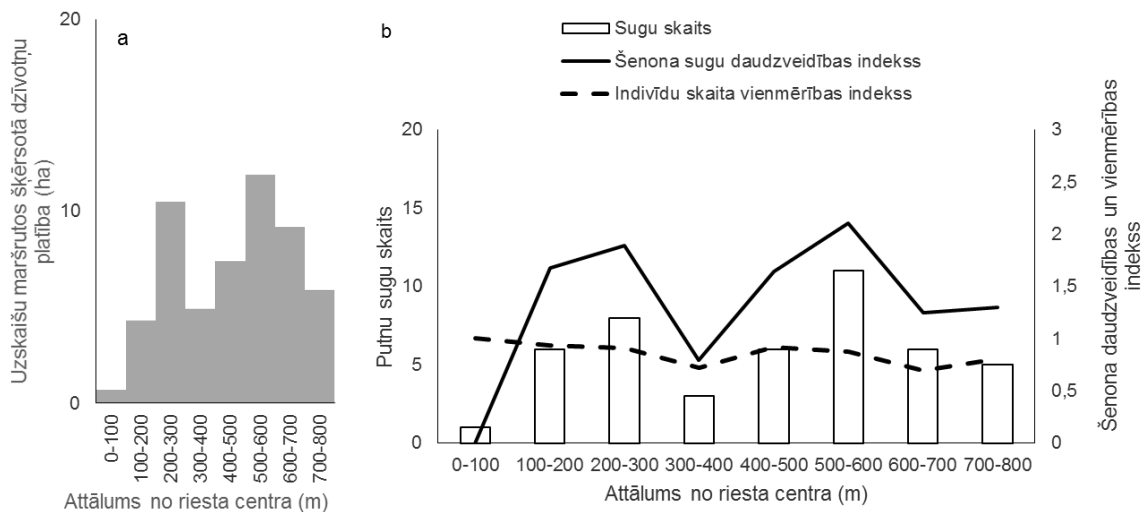 a
Uzskaišu maršrutos šķērsotā dzīvotņu
platība (ha)
20
10
0
0-100
100-200
200-300
300-400
400-500
500-600
600-700
700-800
Attālums no riesta centra (m)
b
Sugu skaits
Šenona sugu daudzveidības indekss
Indivīdu skaita vienmērības indekss
Putnu sugu skaits
20
15
10
5
0
3
2,5
2
1,5
1
0,5
0
Šenona daudzveidības un vienmērības
indekss
0-100
100-200
200-300
300-400
400-500
500-600
600-700
700-800
Attālums no riesta centra (m)